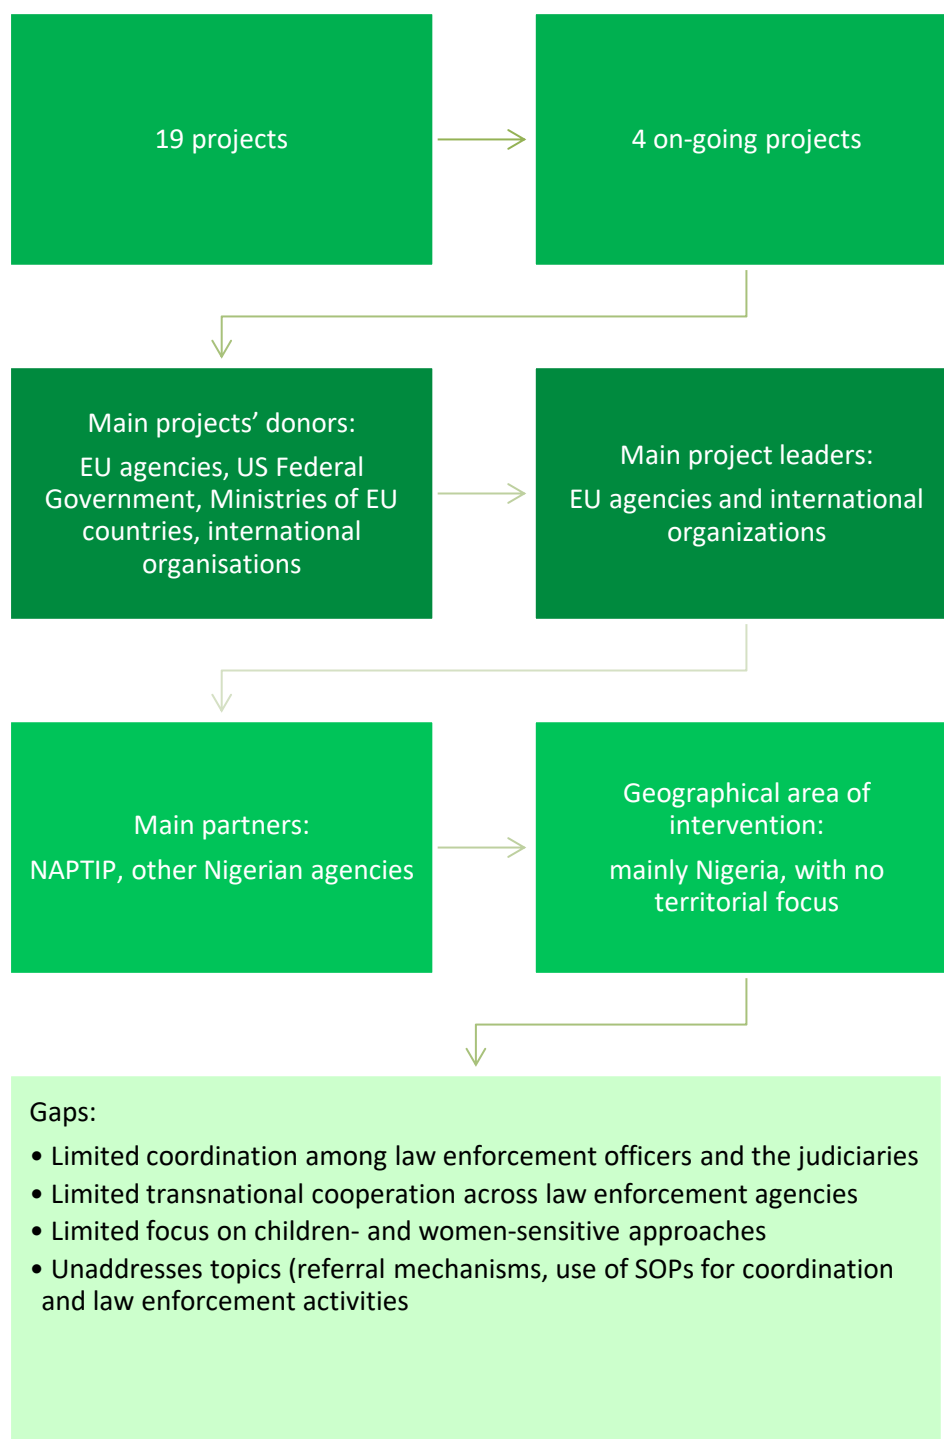 19 projects
4 on-going projects
Main projects’ donors:
EU agencies, US Federal
Government, Ministries of EU
countries, international
organisations
Main project leaders:
EU agencies and international
organizations
Main partners:
NAPTIP, other Nigerian agencies
Geographical area of
intervention:
mainly Nigeria, with no
territorial focus
Gaps:
• Limited coordination among law enforcement officers and the judiciaries
• Limited transnational cooperation across law enforcement agencies
• Limited focus on children- and women-sensitive approaches
• Unaddresses topics (referral mechanisms, use of SOPs for coordination
and law enforcement activities